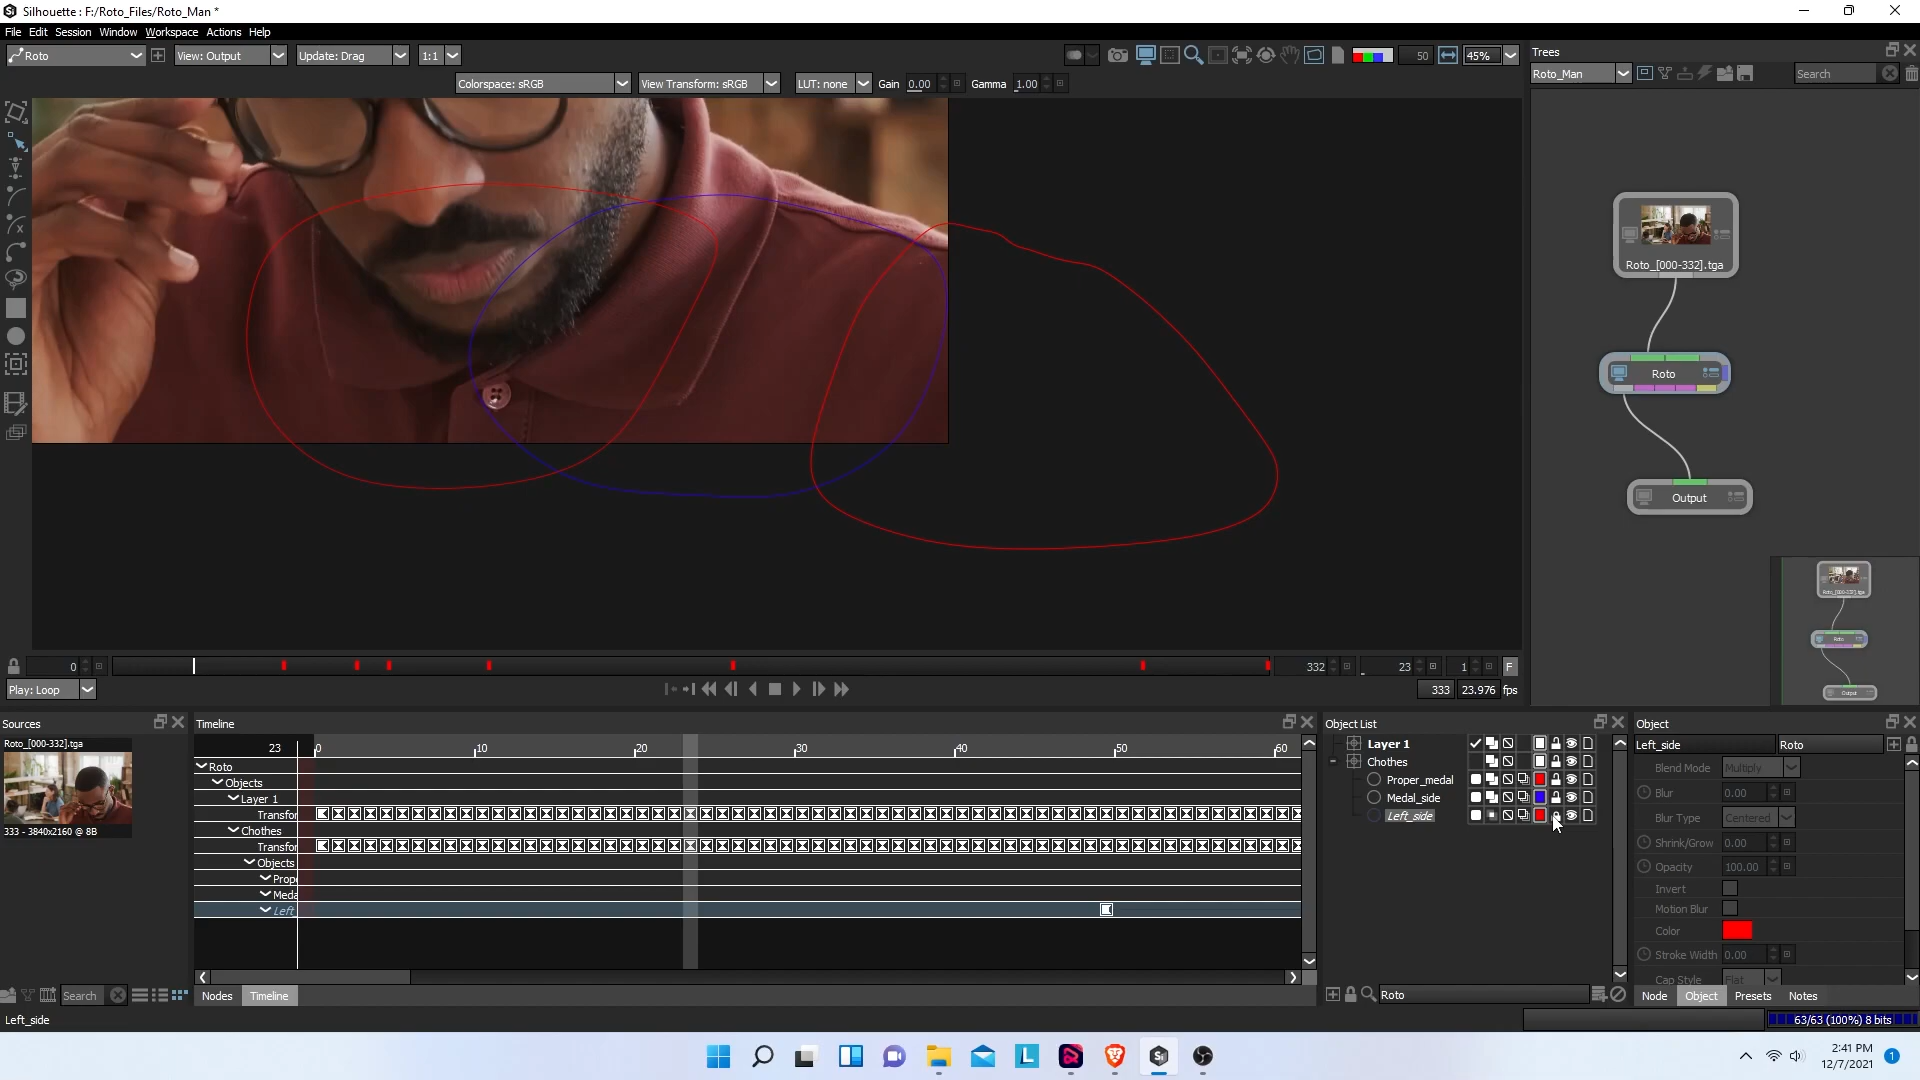 Silhouette : F:/Roto_Files/Roto_Man *
File Edit Session Window Workspace Actions Help
Roto View: Output Update: Drag 1:1 50 45%
Colorspace: sRGB View Transform: sRGB LUT: none Gain 0.00 Gamma 1.00
Trees
Roto_Man Search
Roto_[000-332].tga
Roto
Output
0 332 23 1 F
Play: Loop 333 23.976 fps
Sources
Roto_[000-332].tga
333 - 3840x2160 @ 8B
Search
Timeline
23 0 10 20 30 40 50 60
Roto
Objects
Layer 1
Transfor
Chothes
Transfor
Objects
Prope
Meda
Left_
Nodes Timeline
Object List
Layer 1
Chothes
Proper_medal
Medal_side
Left_side
Roto
Object
Left_side Roto
Blend Mode Multiply
Blur 0.00
Blur Type Centered
Shrink/Grow 0.00
Opacity 100.00
Invert
Motion Blur
Color
Stroke Width 0.00
Cap Style Flat
Node Object Presets Notes
Left_side
63/63 (100%) 8 bits
2:41 PM
12/7/2021
1